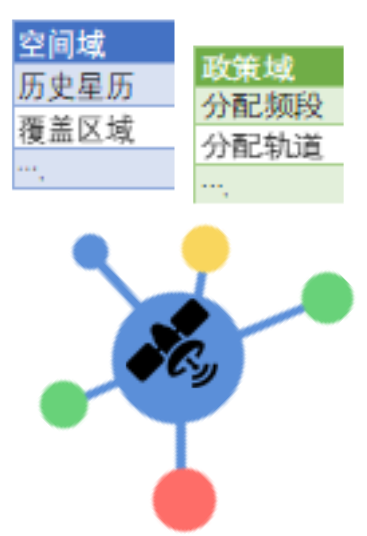 空间域
历史星历
覆盖区域
...,
政策域
分配频段
分配轨道
...,